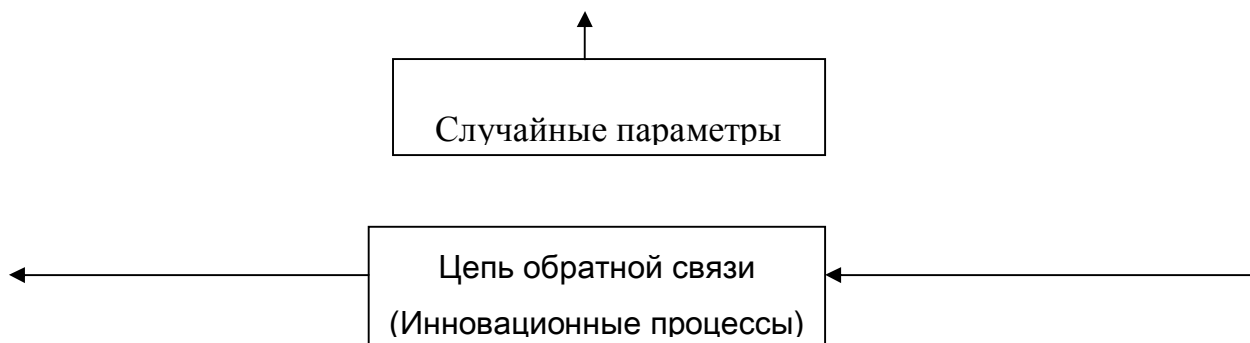 Случайные параметры
Цепь обратной связи
(Инновационные процессы)